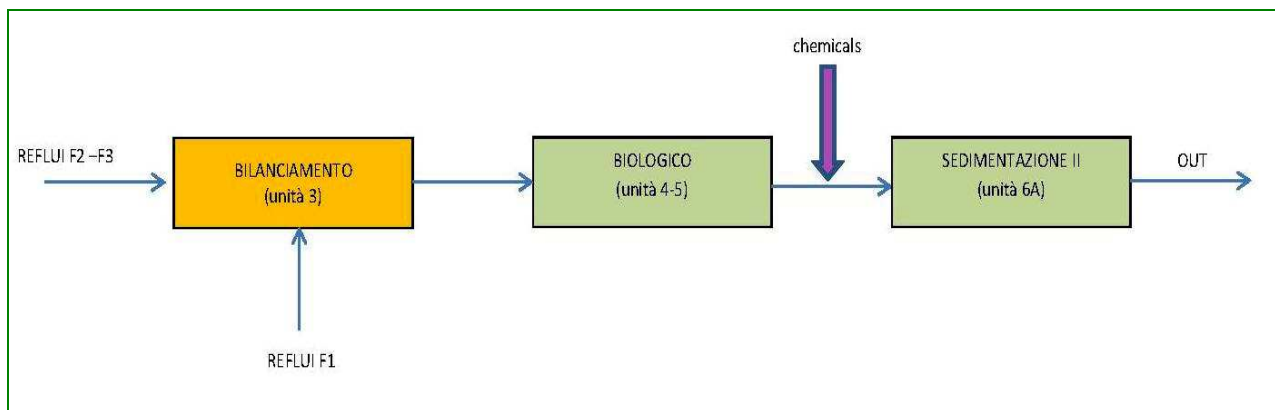 chemicals
REFLUI F2 –F3
BILANCIAMENTO
(unità 3)
BIOLOGICO
(unità 4-5)
SEDIMENTAZIONE II
(unità 6A)
OUT
REFLUI F1